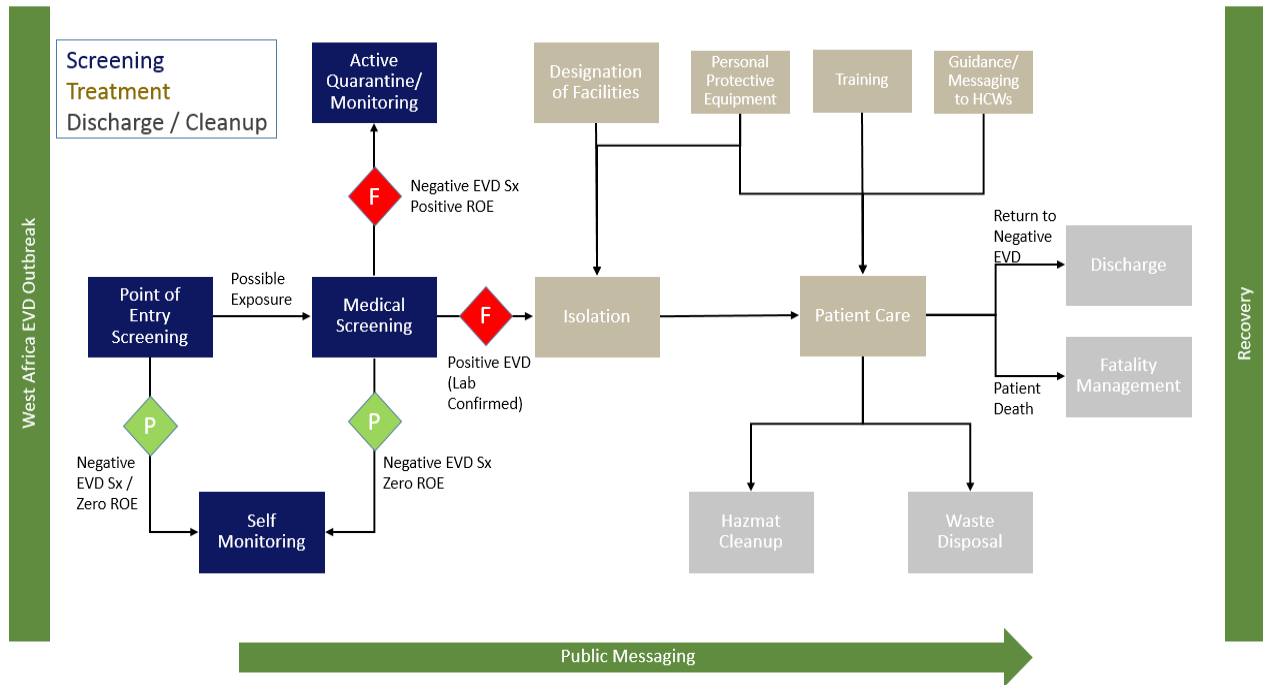 West Africa EVD Outbreak
Screening
Treatment
Discharge / Cleanup
Active
Quarantine/
Monitoring
Designation
of Facilities
Personal
Protective
Equipment
Training
Guidance/
Messaging
to HCWs
F
Negative EVD Sx
Positive ROE
Point of
Entry
Screening
Possible
Exposure
Medical
Screening
F
Positive EVD
(Lab
Confirmed)
Isolation
Patient Care
Return to
Negative
EVD
Discharge
Patient
Death
Fatality
Management
P
Negative
EVD Sx /
Zero ROE
P
Negative EVD Sx
Zero ROE
Self
Monitoring
Hazmat
Cleanup
Waste
Disposal
Recovery
Public Messaging